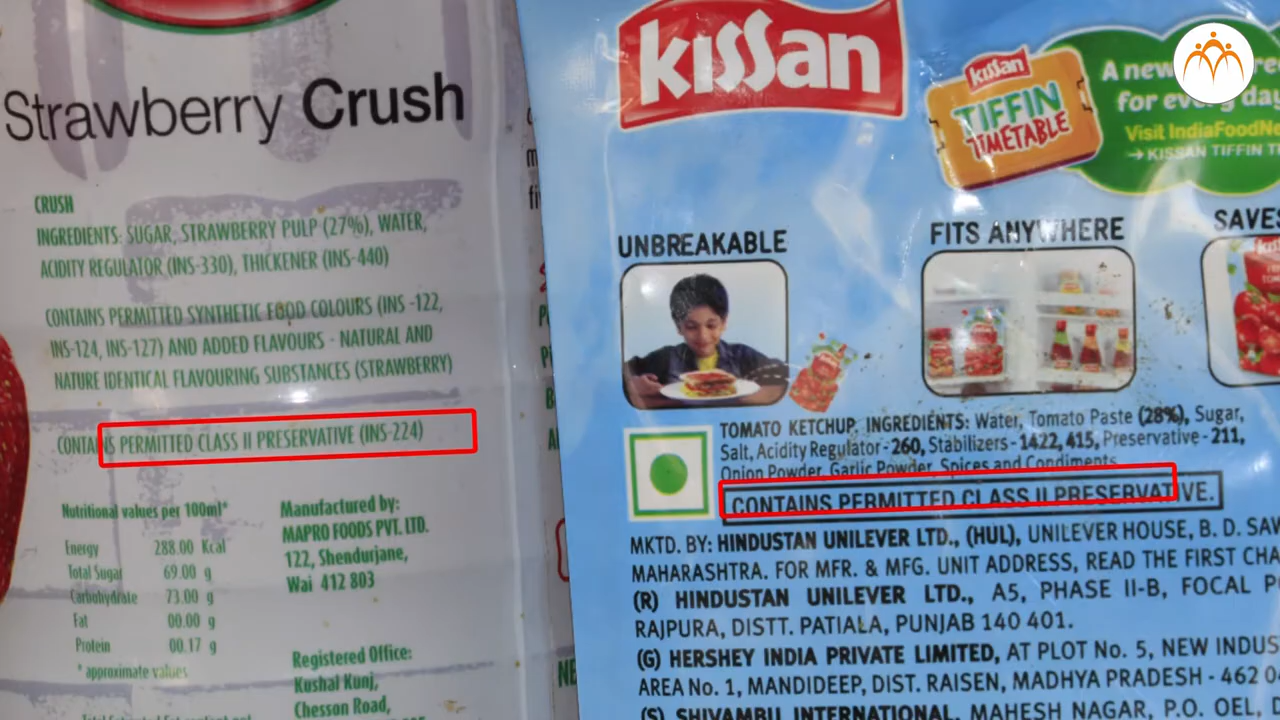 Strawberry Crush
CRUSH
INGREDIENTS: SUGAR, STRAWBERRY PULP (27%), WATER,
ACIDITY REGULATOR (INS-330), THICKENER (INS-440)
CONTAINS PERMITTED SYNTHETIC FOOD COLOURS (INS -122,
INS-124, INS-127) AND ADDED FLAVOURS - NATURAL AND
NATURE IDENTICAL FLAVOURING SUBSTANCES (STRAWBERRY)
CONTAINS PERMITTED CLASS II PRESERVATIVE (INS-224)
Nutritional values per 100ml*
Energy 288.00 Kcal
Total Sugar 69.00 g
Carbohydrate 73.00 g
Fat 00.00 g
Protein 00.17 g
* approximate values
Manufactured by:
MAPRO FOODS PVT. LTD.
122, Shendurjane,
Wai 412 803
Registered Office:
Kushal Kunj,
Chesson Road,
Kissan
Kissan
TIFFIN
TIMETABLE
A new
for every day
Visit IndiaFoodNe
→ KISSAN TIFFIN TI
UNBREAKABLE
FITS ANYWHERE
SAVES
TOMATO KETCHUP, INGREDIENTS: Water, Tomato Paste (28%), Sugar,
Salt, Acidity Regulator - 260, Stabilizers - 1422, 415, Preservative - 211,
Onion Powder, Garlic Powder, Spices and Condiments
CONTAINS PERMITTED CLASS II PRESERVATIVE.
MKTD. BY: HINDUSTAN UNILEVER LTD., (HUL), UNILEVER HOUSE, B. D. SAW
MAHARASHTRA. FOR MFR. & MFG. UNIT ADDRESS, READ THE FIRST CHA
(R) HINDUSTAN UNILEVER LTD., A5, PHASE II-B, FOCAL P
RAJPURA, DISTT. PATIALA, PUNJAB 140 401.
(G) HERSHEY INDIA PRIVATE LIMITED, AT PLOT No. 5, NEW INDUS
AREA No. 1, MANDIDEEP, DIST. RAISEN, MADHYA PRADESH - 462 0
(S) SHIVAMBU INTERNATIONAL, MAHESH NAGAR, P.O. OEL, D